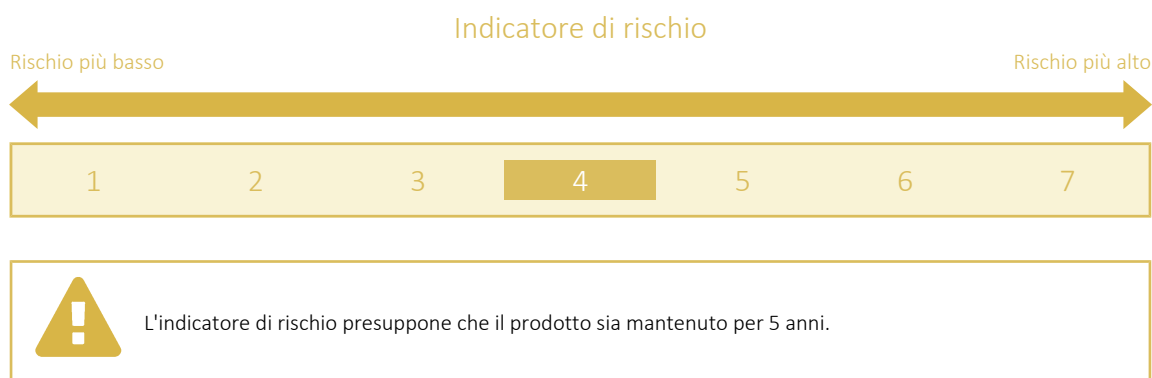 Indicatore di rischio
Rischio più basso Rischio più alto
1 2 3 4 5 6 7
L'indicatore di rischio presuppone che il prodotto sia mantenuto per 5 anni.